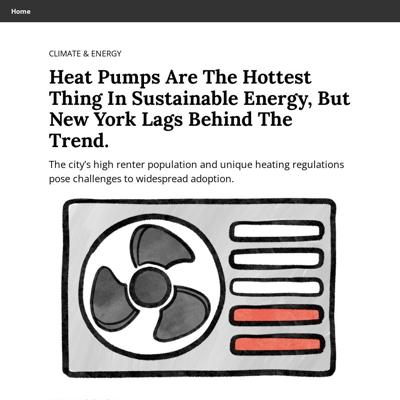 Home
CLIMATE & ENERGY
Heat Pumps Are The Hottest
Thing In Sustainable Energy, But
New York Lags Behind The
Trend.
The city’s high renter population and unique heating regulations
pose challenges to widespread adoption.